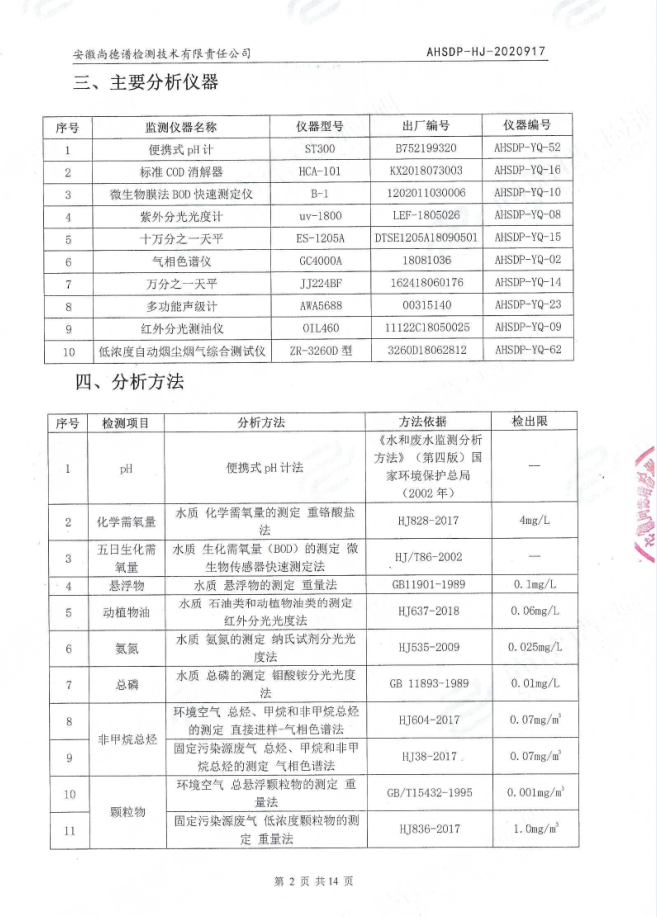 安徽尚德谱检测技术有限责任公司 AHSDP-HJ-2020917
三、主要分析仪器
序号 监测仪器名称 仪器型号 出厂编号 仪器编号
1 便携式 pH 计 ST300 B752199320 AHSDP-YQ-52
2 标准 COD 消解器 HCA-101 KX2018073003 AHSDP-YQ-16
3 微生物膜法 BOD 快速测定仪 B-1 1202011030006 AHSDP-YQ-10
4 紫外分光光度计 uv-1800 LEF-1805026 AHSDP-YQ-08
5 十万分之一天平 ES-1205A DTSE1205A18090501 AHSDP-YQ-15
6 气相色谱仪 GC4000A 18081036 AHSDP-YQ-02
7 万分之一天平 JJ224BF 162418060176 AHSDP-YQ-14
8 多功能声级计 AWA5688 00315140 AHSDP-YQ-23
9 红外分光测油仪 OIL460 11122C18050025 AHSDP-YQ-09
10 低浓度自动烟尘烟气综合测试仪 ZR-3260D 型 3260D18062812 AHSDP-YQ-62
四、分析方法
序号 检测项目 分析方法 方法依据 检出限
1 pH 便携式 pH 计法 《水和废水监测分析
方法》（第四版）国
家环境保护总局
（2002 年） —
2 化学需氧量 水质 化学需氧量的测定 重铬酸盐
法 HJ828-2017 4mg/L
3 五日生化需
氧量 水质 生化需氧量（BOD）的测定 微
生物传感器快速测定法 HJ/T86-2002 —
4 悬浮物 水质 悬浮物的测定 重量法 GB11901-1989 0.1mg/L
5 动植物油 水质 石油类和动植物油类的测定
红外分光光度法 HJ637-2018 0.06mg/L
6 氨氮 水质 氨氮的测定 纳氏试剂分光光
度法 HJ535-2009 0.025mg/L
7 总磷 水质 总磷的测定 钼酸铵分光光度
法 GB 11893-1989 0.01mg/L
8 非甲烷总烃 环境空气 总烃、甲烷和非甲烷总烃
的测定 直接进样-气相色谱法 HJ604-2017 0.07mg/m³
9 固定污染源废气 总烃、甲烷和非甲
烷总烃的测定 气相色谱法 HJ38-2017 0.07mg/m³
10 颗粒物 环境空气 总悬浮颗粒物的测定 重
量法 GB/T15432-1995 0.001mg/m³
11 固定污染源废气 低浓度颗粒物的测
定 重量法 HJ836-2017 1.0mg/m³
第 2 页 共 14 页